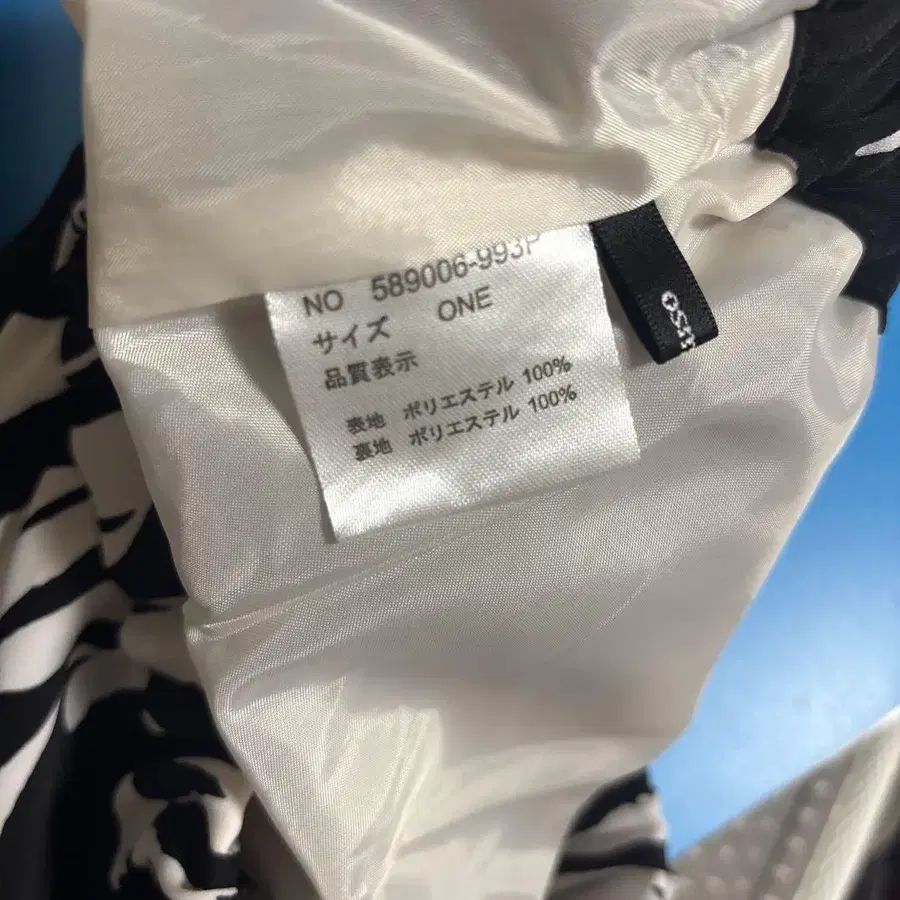 NO 589006-993P
サイズ ONE
品質表示
表地 ポリエステル 100%
裏地 ポリエステル 100%